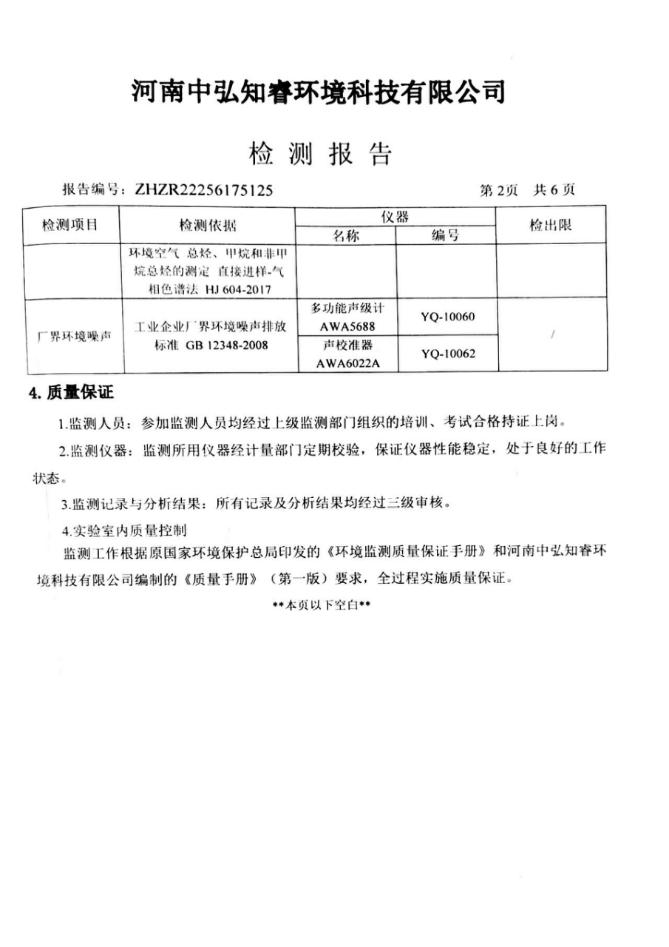 河南中弘知睿环境科技有限公司
检 测 报 告
报告编号：ZHZR22256175125 第 2页 共 6 页
检测项目 检测依据 仪器 检出限
名称 编号
环境空气 总烃、甲烷和非甲
烷总烃的测定 直接进样-气
相色谱法 HJ 604-2017
厂界环境噪声
工业企业厂界环境噪声排放
标准 GB 12348-2008
多功能声级计
AWA5688
YQ-10060
声校准器
AWA6022A
YQ-10062
/
4. 质量保证
1.监测人员：参加监测人员均经过上级监测部门组织的培训、考试合格持证上岗。
2.监测仪器：监测所用仪器经计量部门定期校验，保证仪器性能稳定，处于良好的工作
状态。
3.监测记录与分析结果：所有记录及分析结果均经过三级审核。
4.实验室内质量控制
监测工作根据原国家环境保护总局印发的《环境监测质量保证手册》和河南中弘知睿环
境科技有限公司编制的《质量手册》（第一版）要求，全过程实施质量保证。
**本页以下空白**